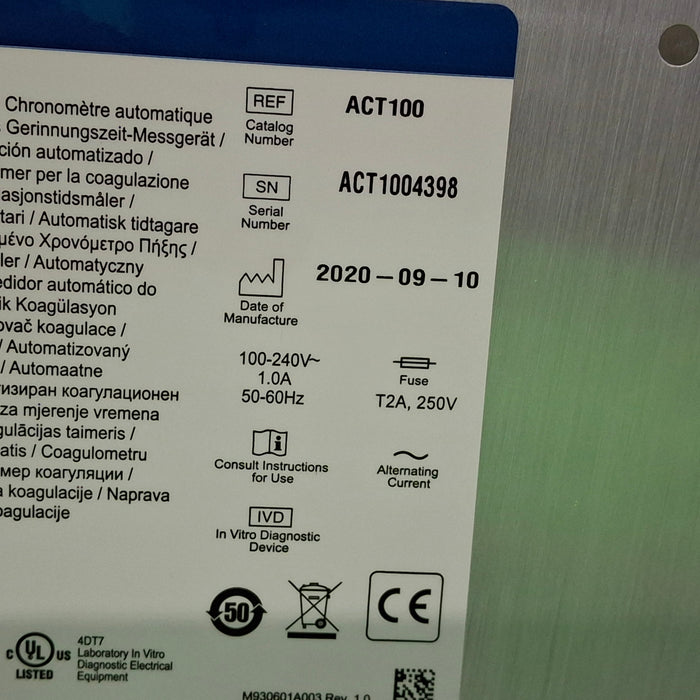 Chronomètre automatique
Gerinnungszeit-Messgerät /
ción automatizado /
mer per la coagulazione
asjonstidsmåler /
tari / Automatisk tidtagare
μένο Χρονόμετρο Πήξης /
ler / Automatyczny
edidor automático do
ik Koagülasyon
ovač koagulace /
/ Automatizovaný
/ Automaatne
изиран коагулационен
za mjerenje vremena
gulācijas taimeris /
atis / Coagulometru
мер коагуляции /
a koagulacije / Naprava
oagulacije
REF
Catalog
Number
ACT100
SN
Serial
Number
ACT1004398
Date of
Manufacture
2020-09-10
100-240V~
1.0A
50-60Hz
Fuse
T2A, 250V
i
Consult Instructions
for Use
Alternating
Current
IVD
In Vitro Diagnostic
Device
50
CE
C UL US
LISTED
4DT7
Laboratory In Vitro
Diagnostic Electrical
Equipment
M930601A003 Rev. 1.0